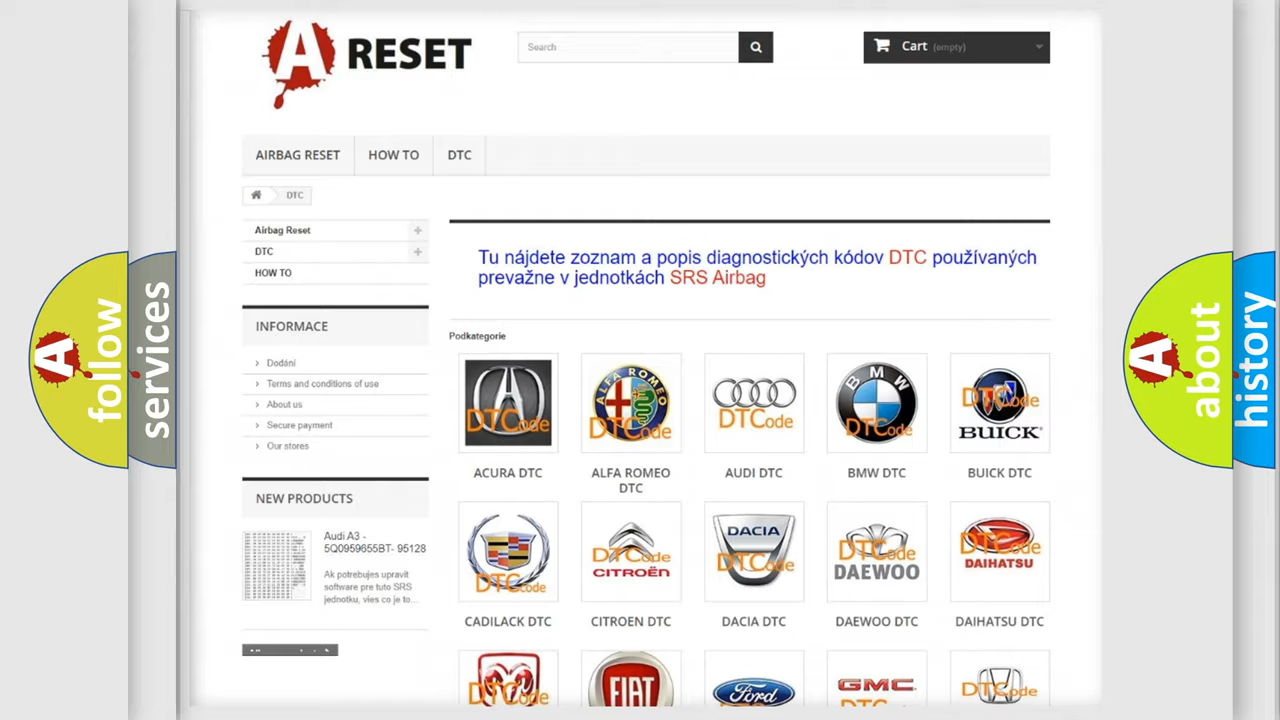 A RESET
Search
Cart (empty)
AIRBAG RESET
HOW TO
DTC
DTC
Airbag Reset
DTC
HOW TO
INFORMACE
Dodání
Terms and conditions of use
About us
Secure payment
Our stores
NEW PRODUCTS
Audi A3 -
5Q0959655BT- 95128
Ak potrebujes upravit
software pre tuto SRS
jednotku, vies co je to...
Tu nájdete zoznam a popis diagnostických kódov DTC používaných
prevažne v jednotkách SRS Airbag
Podkategorie
DTCode
ALFA ROMEO
DTCode
DTCode
BMW
DTCode
DTCode
BUICK
ACURA DTC
ALFA ROMEO
DTC
AUDI DTC
BMW DTC
BUICK DTC
DTCode
DTCode
CITROËN
DACIA
DTCode
DTCode
DAEWOO
DTCode
DAIHATSU
CADILACK DTC
CITROEN DTC
DACIA DTC
DAEWOO DTC
DAIHATSU DTC
DTCode
FIAT
Ford
GMC
DTCode
A follow
services
A about
history